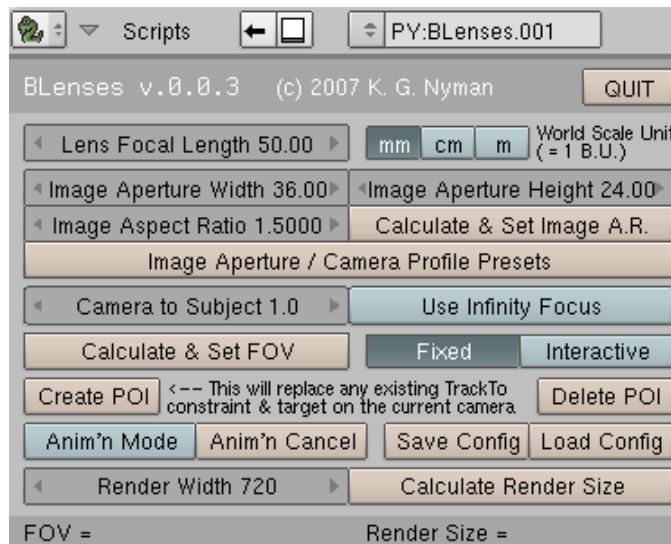 Scripts PY:BLenses.001
BLenses v.0.0.3 (c) 2007 K. G. Nyman QUIT
Lens Focal Length 50.00 mm cm m World Scale Unit
(= 1 B.U.)
Image Aperture Width 36.00 Image Aperture Height 24.00
Image Aspect Ratio 1.5000 Calculate & Set Image A.R.
Image Aperture / Camera Profile Presets
Camera to Subject 1.0 Use Infinity Focus
Calculate & Set FOV Fixed Interactive
Create POI <-- This will replace any existing TrackTo
constraint & target on the current camera Delete POI
Anim'n Mode Anim'n Cancel Save Config Load Config
Render Width 720 Calculate Render Size
FOV = Render Size =